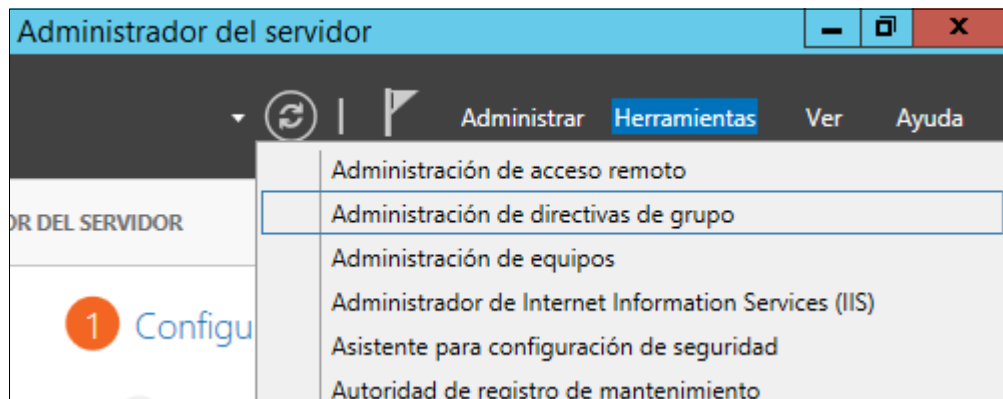 Administrador del servidor
Administrar Herramientas Ver Ayuda
Administración de acceso remoto
OR DEL SERVIDOR
Administración de directivas de grupo
Administración de equipos
Administrador de Internet Information Services (IIS)
1 Configu
Asistente para configuración de seguridad
Autoridad de registro de mantenimiento